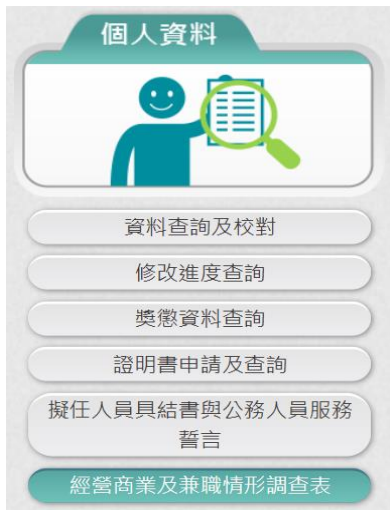 個人資料
資料查詢及校對
修改進度查詢
獎懲資料查詢
證明書申請及查詢
擬任人員具結書與公務人員服務
誓言
經營商業及兼職情形調查表